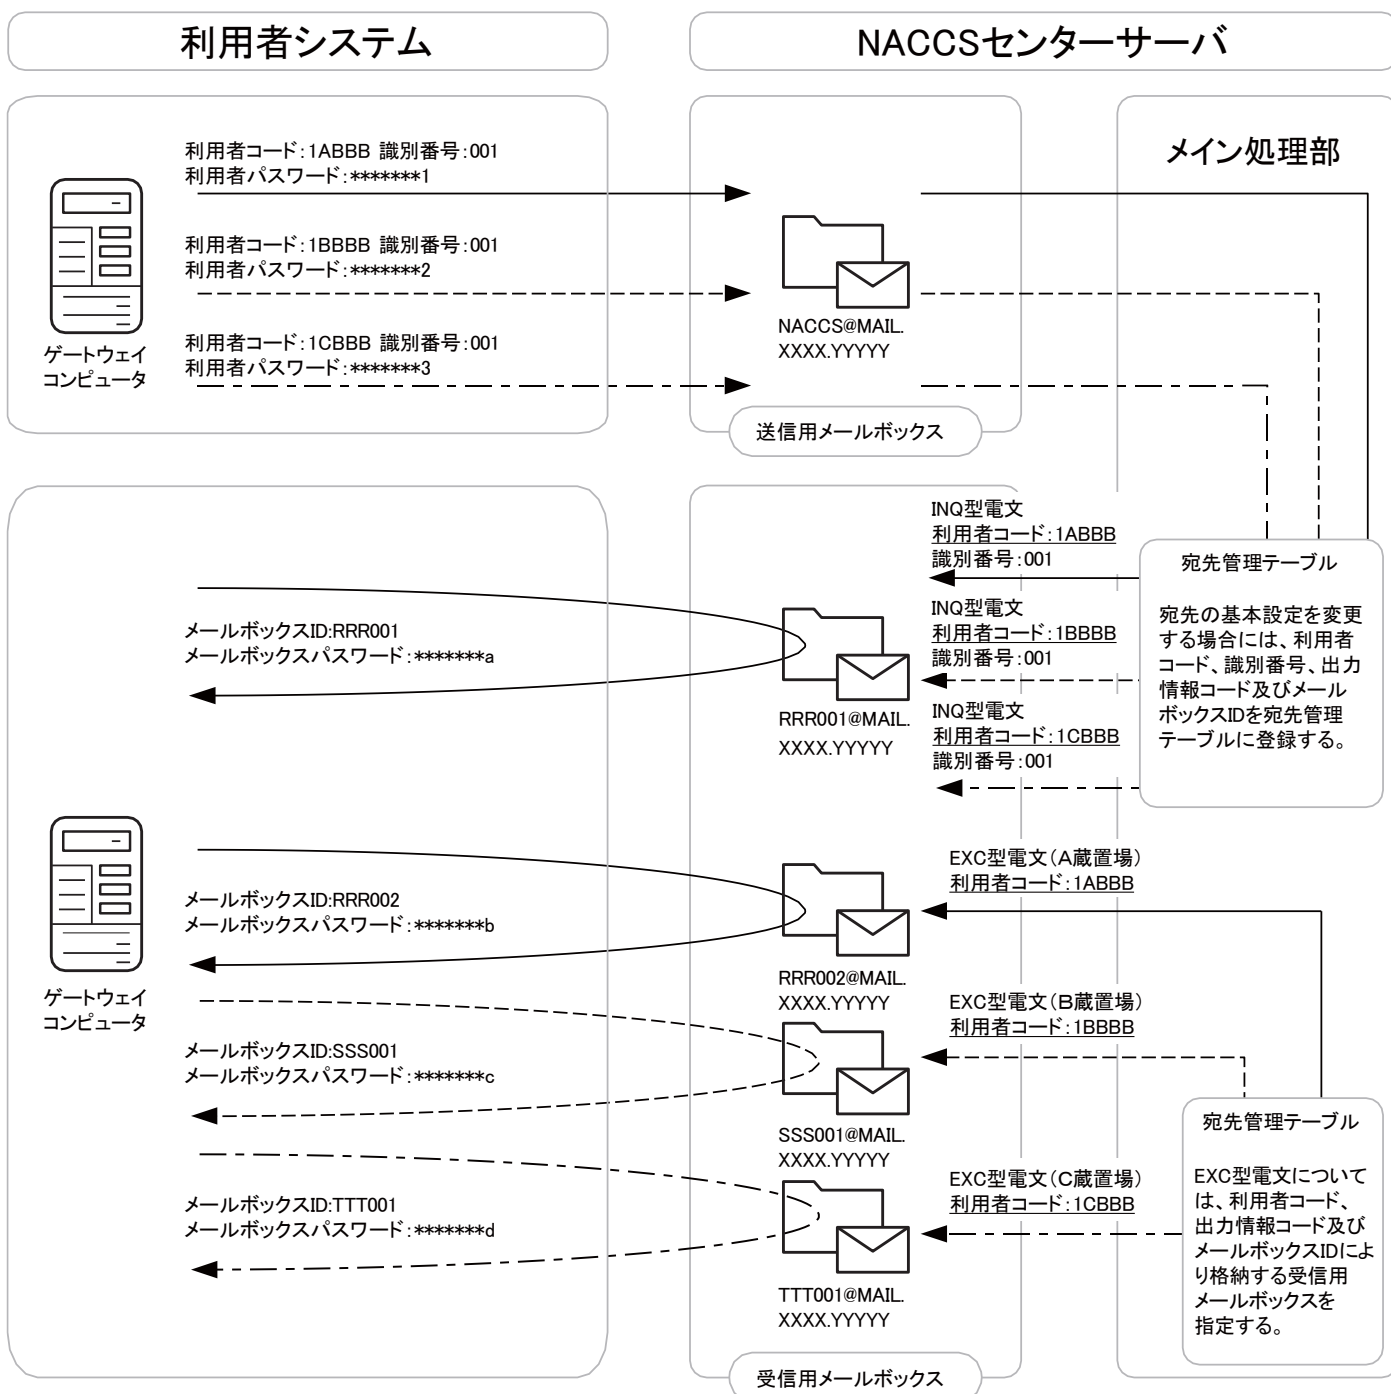 利用者システム
NACCSセンターサーバ
利用者コード：1ABBB 識別番号：001
利用者パスワード：*******1
利用者コード：1BBBB 識別番号：001
利用者パスワード：*******2
利用者コード：1CBBB 識別番号：001
利用者パスワード：*******3
ゲートウェイ
コンピュータ
NACCS@MAIL.
XXXX.YYYYY
送信用メールボックス
メイン処理部
INQ型電文
利用者コード：1ABBB
識別番号：001
INQ型電文
利用者コード：1BBBB
識別番号：001
INQ型電文
利用者コード：1CBBB
識別番号：001
宛先管理テーブル
宛先の基本設定を変更
する場合には、利用者
コード、識別番号、出力
情報コード及びメール
ボックスIDを宛先管理
テーブルに登録する。
メールボックスID:RRR001
メールボックスパスワード：*******a
RRR001@MAIL.
XXXX.YYYYY
メールボックスID:RRR002
メールボックスパスワード：*******b
RRR002@MAIL.
XXXX.YYYYY
EXC型電文（A蔵置場）
利用者コード：1ABBB
ゲートウェイ
コンピュータ
メールボックスID:SSS001
メールボックスパスワード：*******c
SSS001@MAIL.
XXXX.YYYYY
EXC型電文（B蔵置場）
利用者コード：1BBBB
メールボックスID:TTT001
メールボックスパスワード：*******d
TTT001@MAIL.
XXXX.YYYYY
EXC型電文（C蔵置場）
利用者コード：1CBBB
宛先管理テーブル
EXC型電文について
は、利用者コード、
出力情報コード及び
メールボックスIDによ
り格納する受信用
メールボックスを
指定する。
受信用メールボックス